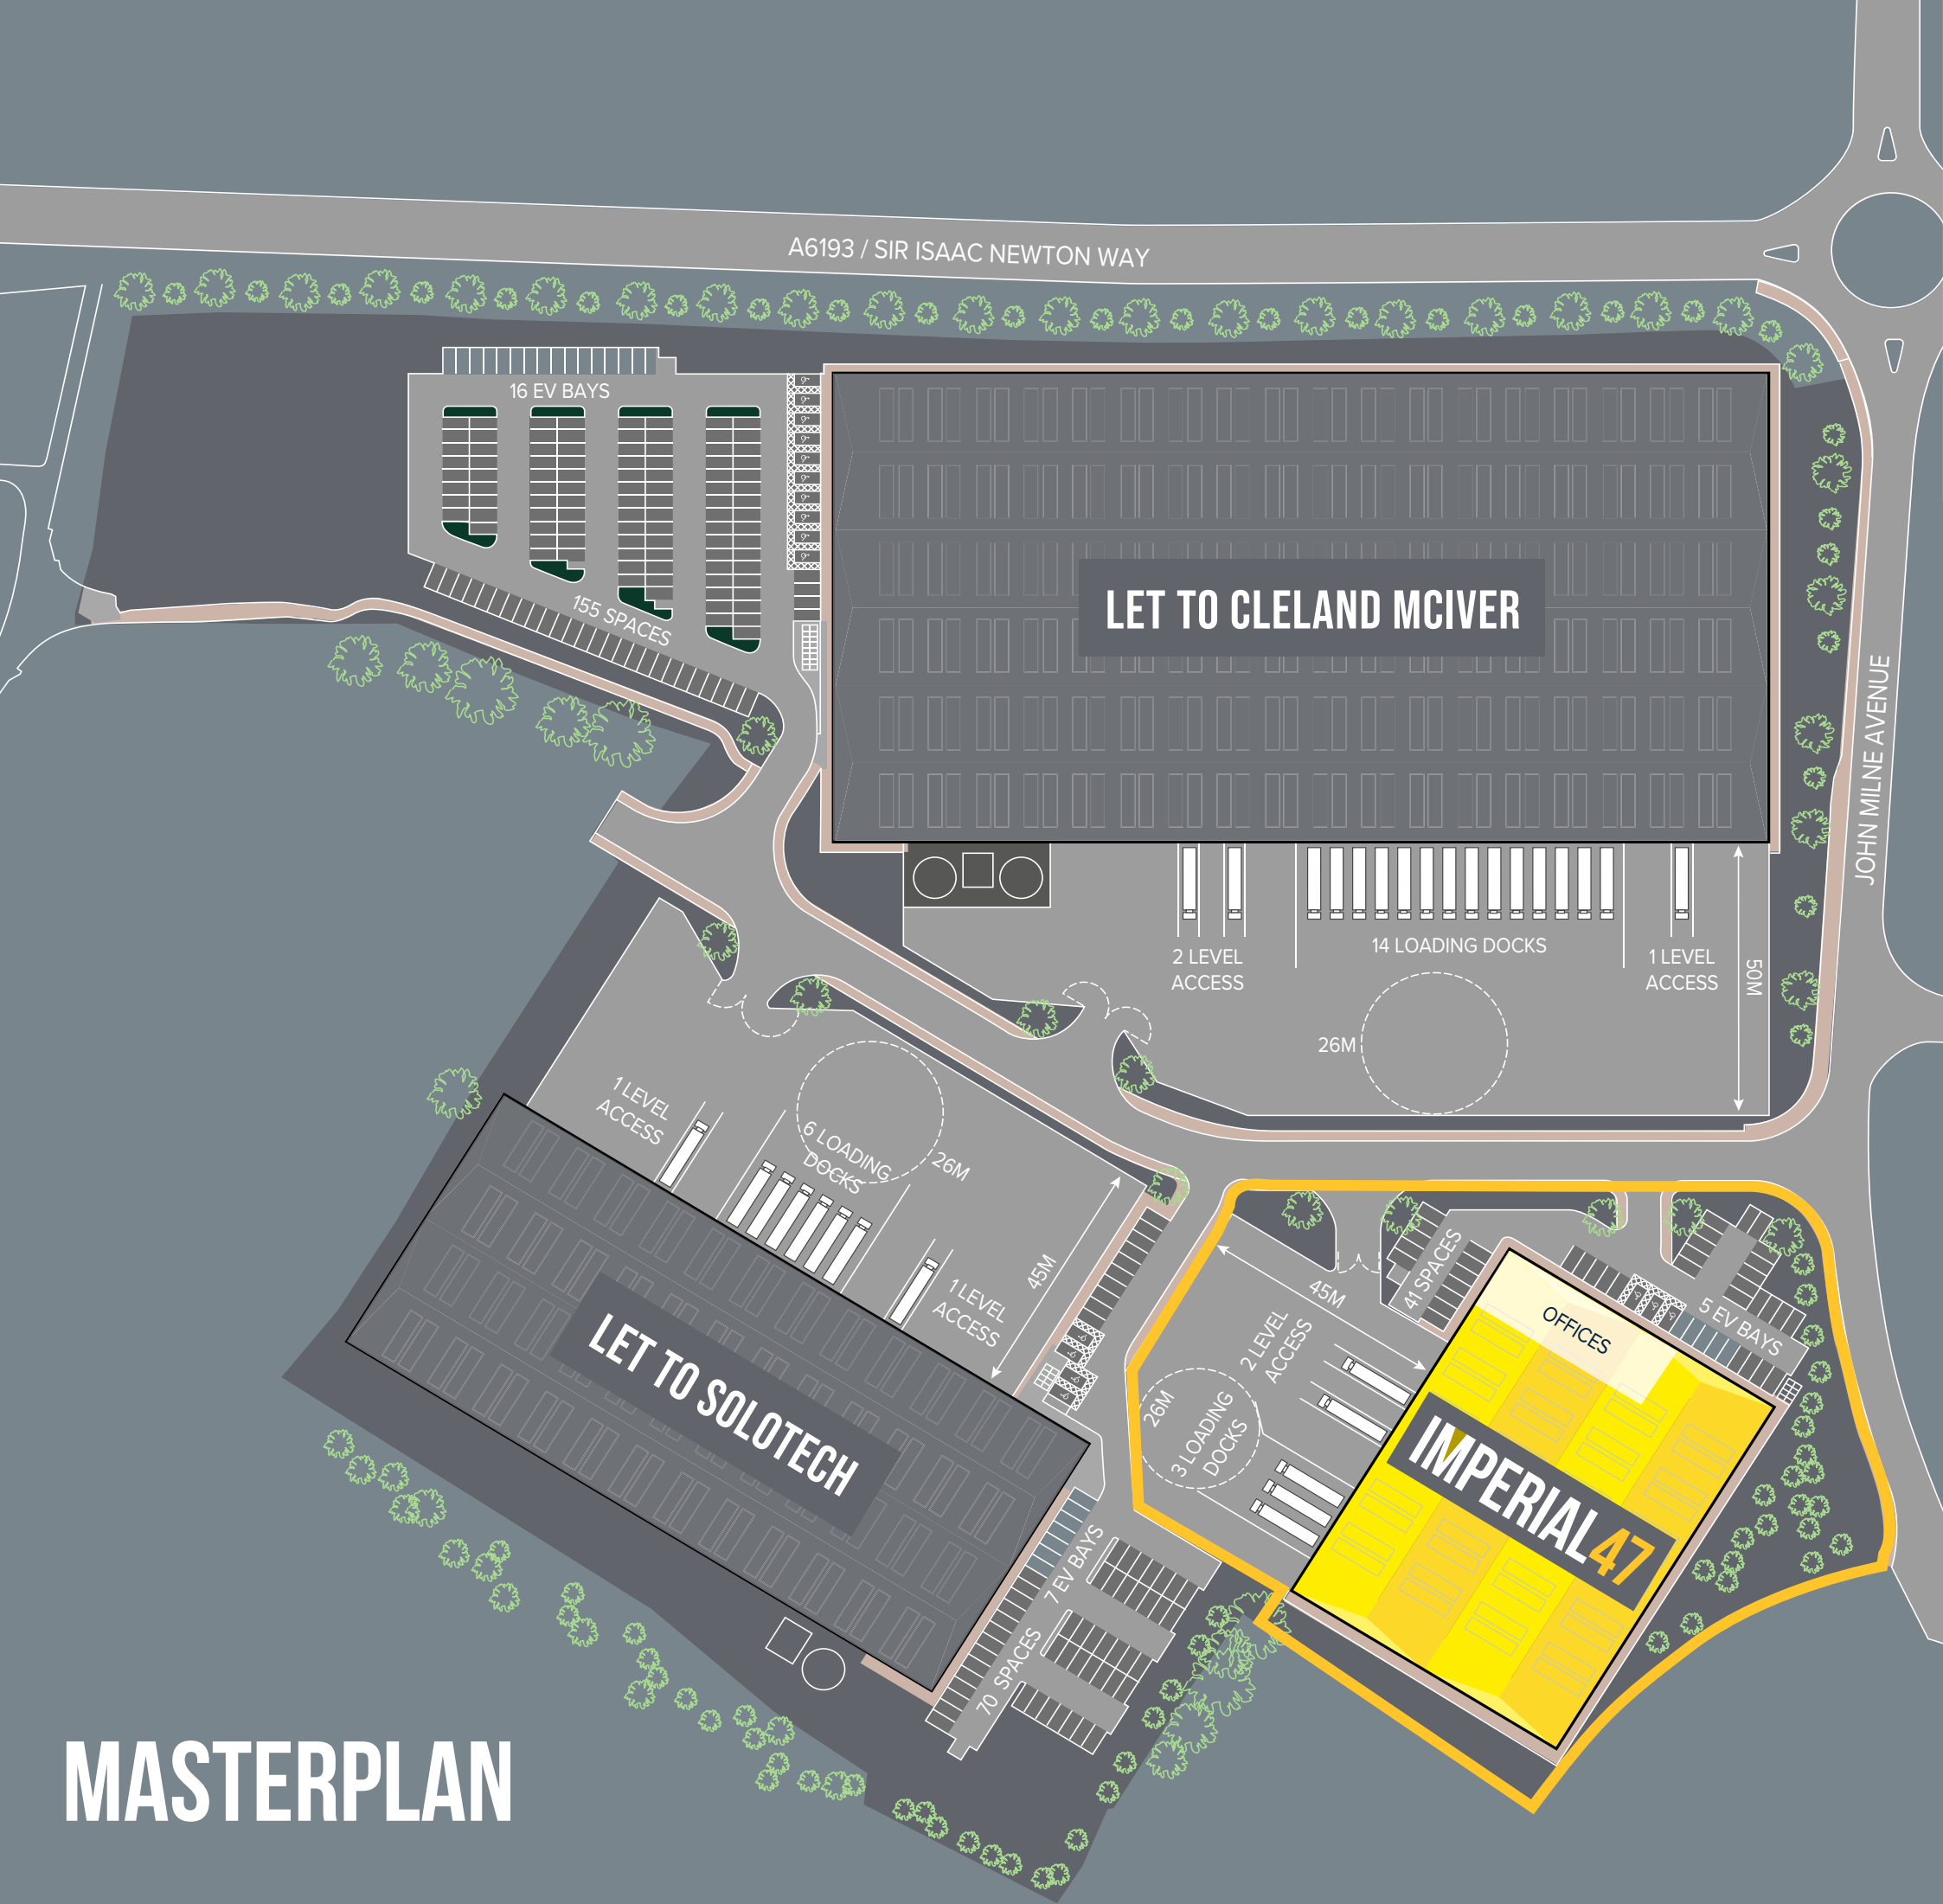 A6193 / SIR ISAAC NEWTON WAY
16 EV BAYS
155 SPACES
LET TO CLELAND MCIVER
JOHN MILNE AVENUE
2 LEVEL
ACCESS
14 LOADING DOCKS
1 LEVEL
ACCESS
50M
26M
1 LEVEL
ACCESS
6 LOADING
DOCKS
26M
1 LEVEL
ACCESS
45M
LET TO SOLOTECH
7 EV BAYS
70 SPACES
45M
41 SPACES
2 LEVEL
ACCESS
26M
3 LOADING
DOCKS
OFFICES
5 EV BAYS
IMPERIAL47
MASTERPLAN